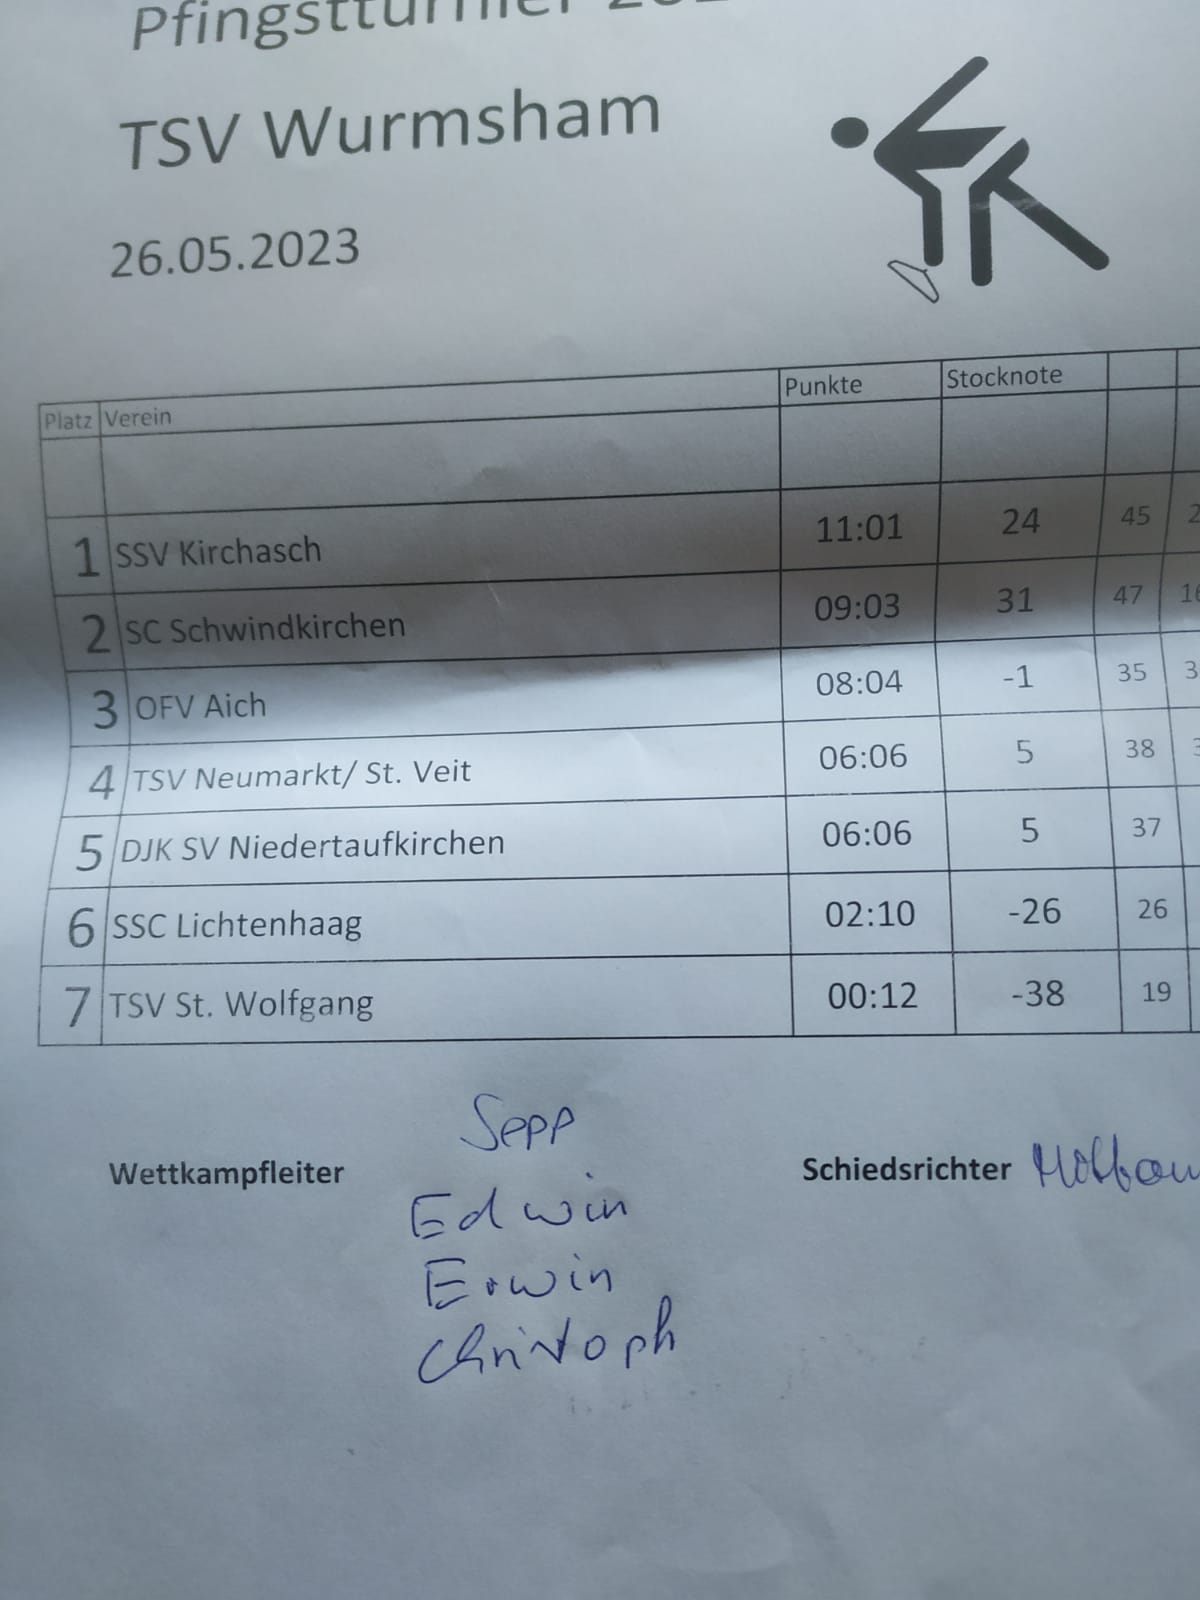 Pfingstturnier
TSV Wurmsham
26.05.2023
Platz Verein Punkte Stocknote
1 SSV Kirchasch 11:01 24 45
2 SC Schwindkirchen 09:03 31 47 16
3 OFV Aich 08:04 -1 35
4 TSV Neumarkt/ St. Veit 06:06 5 38
5 DJK SV Niedertaufkirchen 06:06 5 37
6 SSC Lichtenhaag 02:10 -26 26
7 TSV St. Wolfgang 00:12 -38 19
Sepp
Wettkampfleiter Schiedsrichter
Edwin
Erwin
Christoph